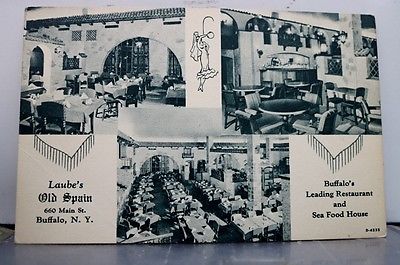 Laube's
Old Spain
660 Main St.
Buffalo, N. Y.
Buffalo's
Leading Restaurant
and
Sea Food House